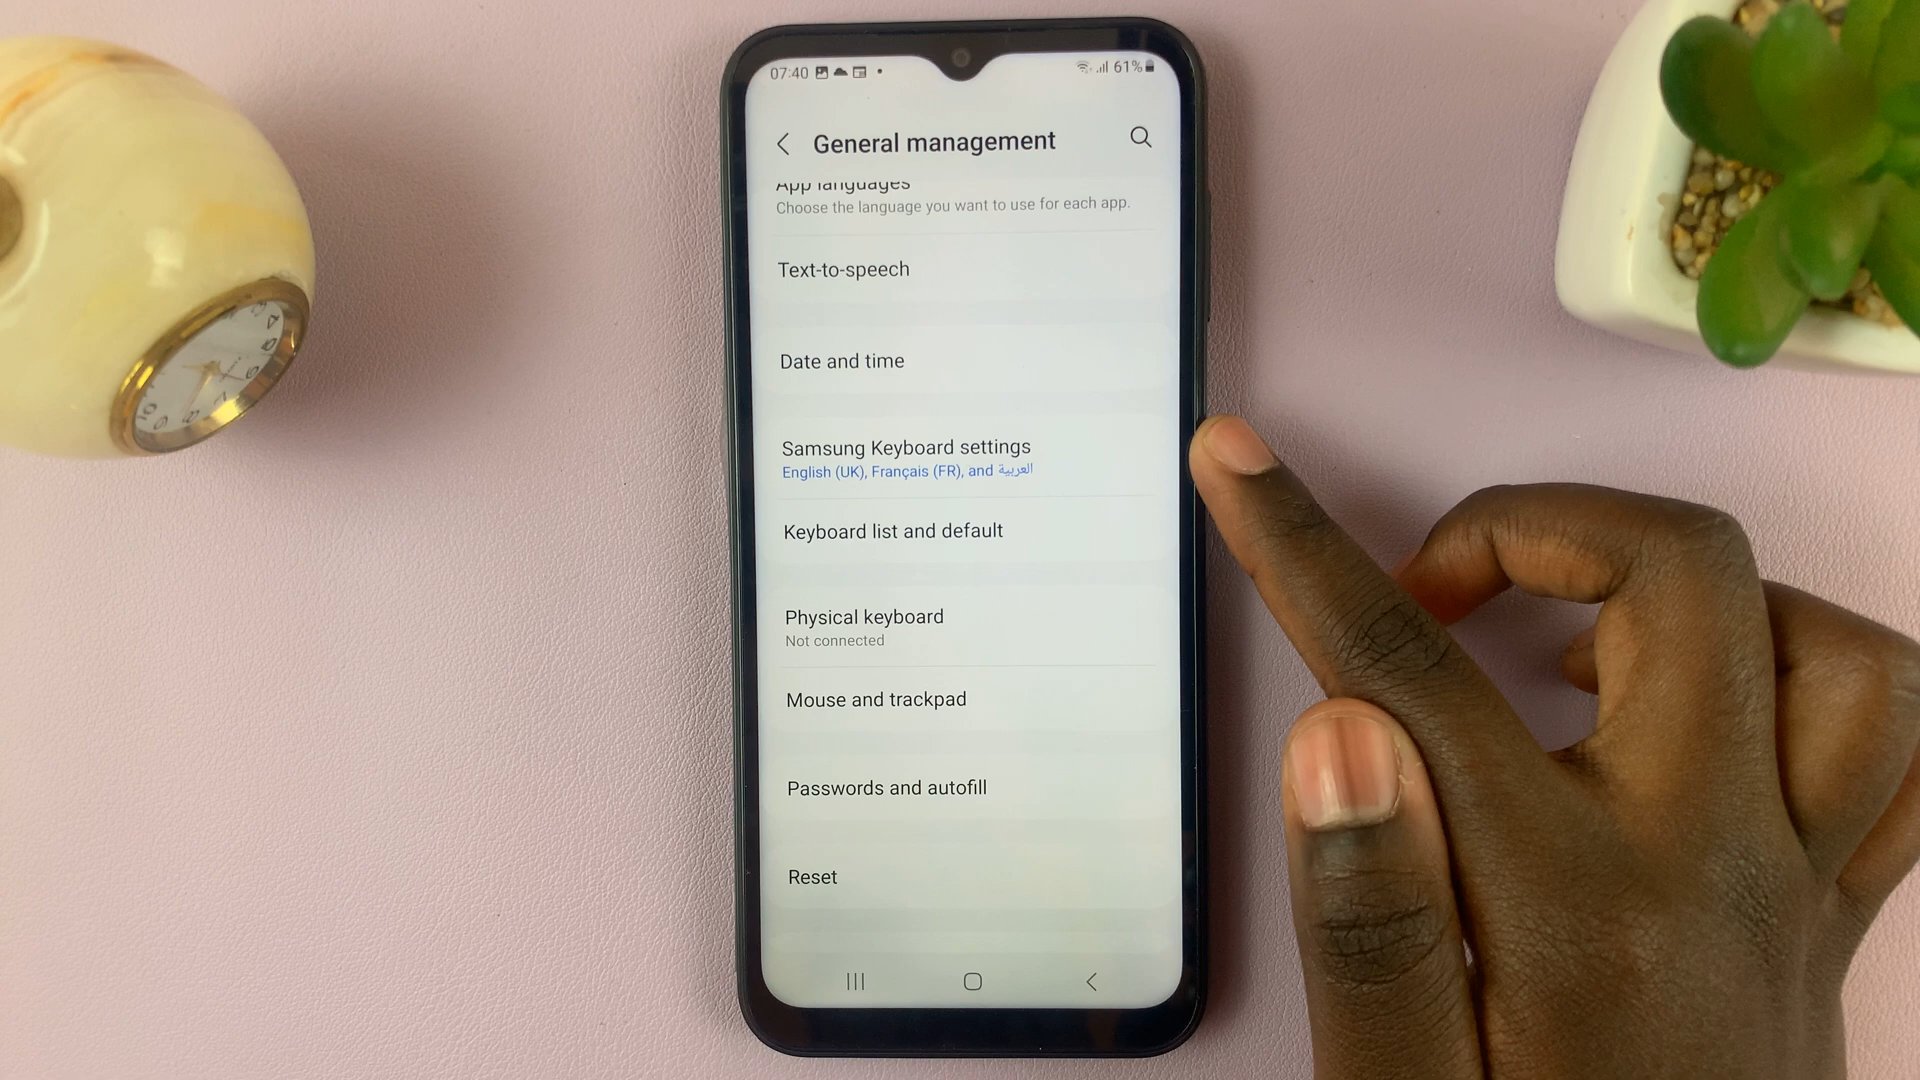 07:40
61%
General management
App languages
Choose the language you want to use for each app.
Text-to-speech
Date and time
Samsung Keyboard settings
English (UK), Français (FR), and العربية
Keyboard list and default
Physical keyboard
Not connected
Mouse and trackpad
Passwords and autofill
Reset